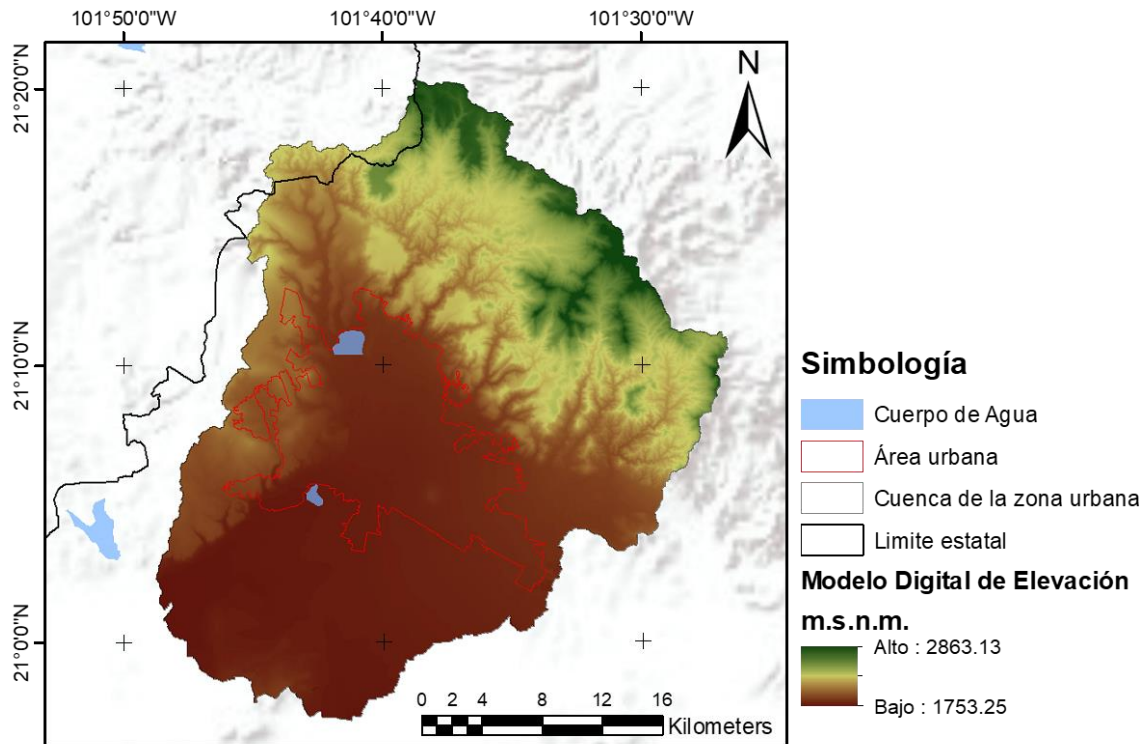 101°50'0"W
101°40'0"W
101°30'0"W
21°20'0"N
21°10'0"N
21°0'0"N
N
0 2 4 8 12 16
Kilometers
Simbología
Cuerpo de Agua
Área urbana
Cuenca de la zona urbana
Limite estatal
Modelo Digital de Elevación
m.s.n.m.
Alto : 2863.13
Bajo : 1753.25